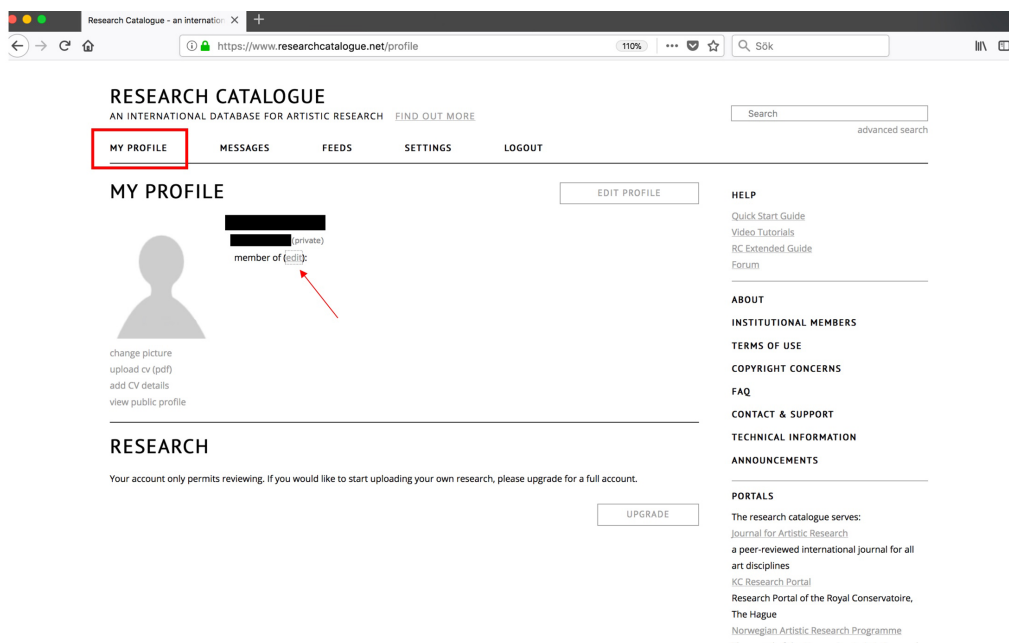 Research Catalogue - an internation
https://www.researchcatalogue.net/profile
110%
Sök
RESEARCH CATALOGUE
AN INTERNATIONAL DATABASE FOR ARTISTIC RESEARCH FIND OUT MORE
Search
advanced search
MY PROFILE MESSAGES FEEDS SETTINGS LOGOUT
MY PROFILE
EDIT PROFILE
(private)
member of (edit):
change picture
upload cv (pdf)
add CV details
view public profile
RESEARCH
Your account only permits reviewing. If you would like to start uploading your own research, please upgrade for a full account.
UPGRADE
HELP
Quick Start Guide
Video Tutorials
RC Extended Guide
Forum
ABOUT
INSTITUTIONAL MEMBERS
TERMS OF USE
COPYRIGHT CONCERNS
FAQ
CONTACT & SUPPORT
TECHNICAL INFORMATION
ANNOUNCEMENTS
PORTALS
The research catalogue serves:
Journal for Artistic Research
a peer-reviewed international journal for all
art disciplines
KC Research Portal
Research Portal of the Royal Conservatoire,
The Hague
Norwegian Artistic Research Programme